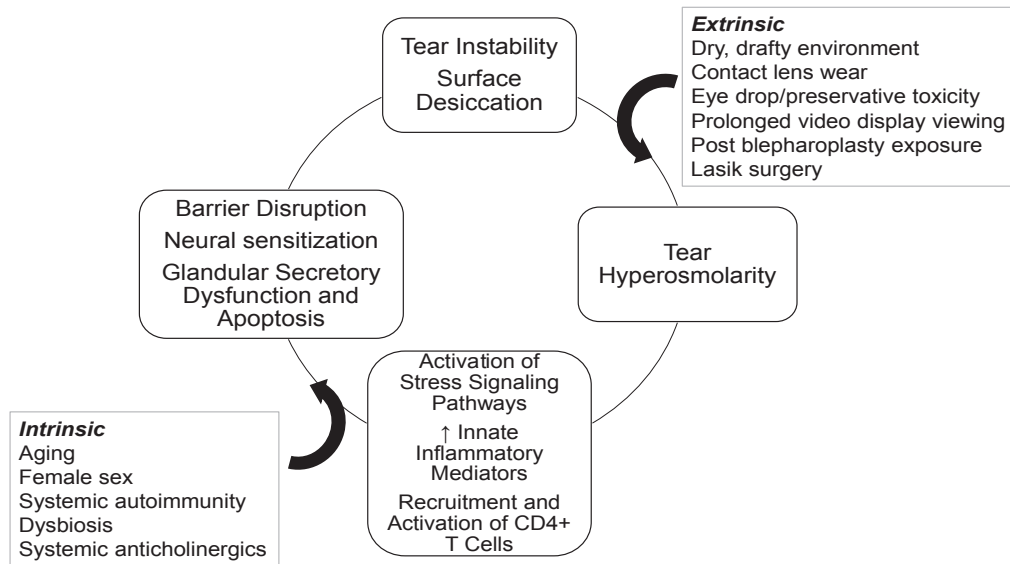 Tear Instability
Surface
Desiccation
Extrinsic
Dry, drafty environment
Contact lens wear
Eye drop/preservative toxicity
Prolonged video display viewing
Post blepharoplasty exposure
Lasik surgery
Tear
Hyperosmolarity
Activation of
Stress Signaling
Pathways
↑ Innate
Inflammatory
Mediators
Recruitment and
Activation of CD4+
T Cells
Intrinsic
Aging
Female sex
Systemic autoimmunity
Dysbiosis
Systemic anticholinergics
Barrier Disruption
Neural sensitization
Glandular Secretory
Dysfunction and
Apoptosis